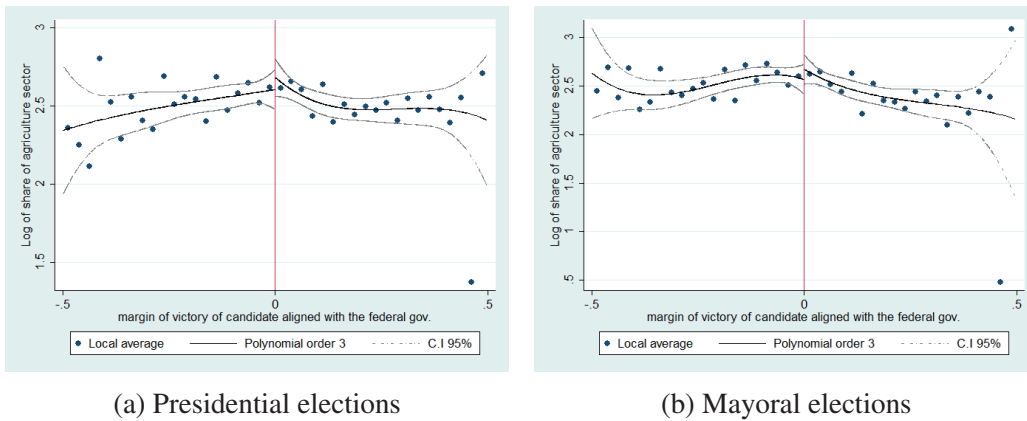 Log of share of agriculture sector
3
2.5
2
1.5
-.5
0
.5
margin of victory of candidate aligned with the federal gov.
Local average
Polynomial order 3
C.I 95%
(a) Presidential elections
Log of share of agriculture sector
3
2.5
2
1.5
1
.5
-.5
0
.5
margin of victory of candidate aligned with the federal gov.
Local average
Polynomial order 3
C.I 95%
(b) Mayoral elections